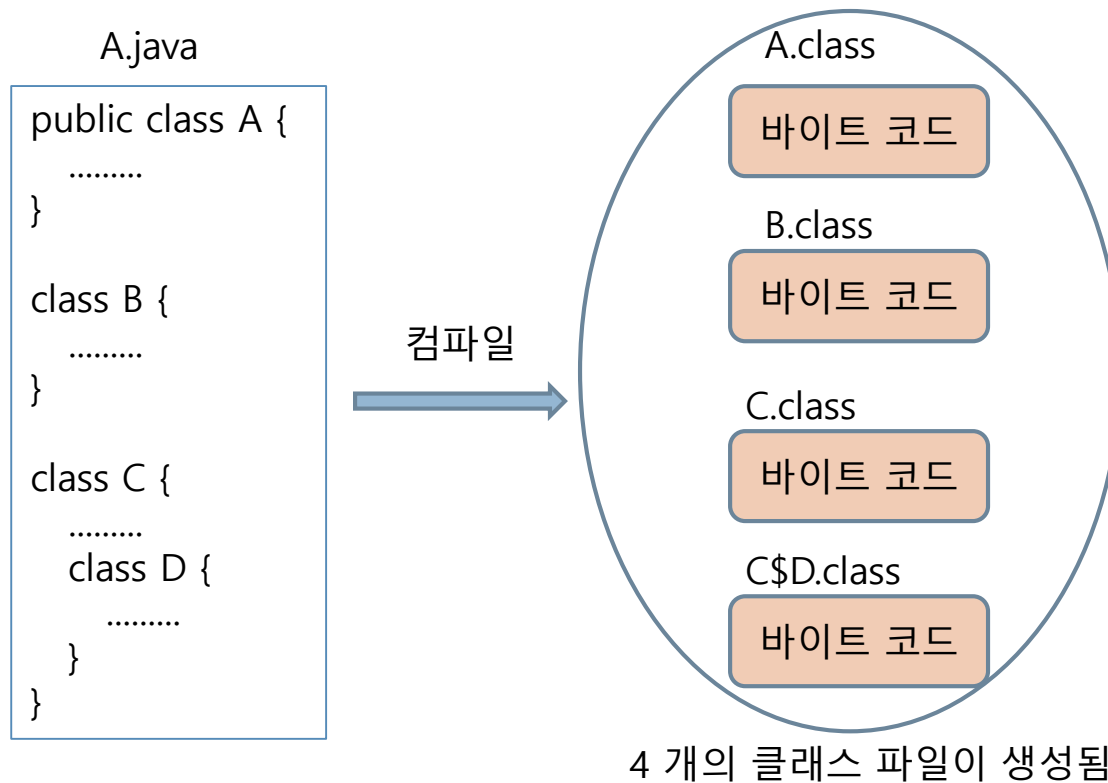 A.java
public class A {
.........
}
class B {
.........
}
class C {
.........
class D {
.........
}
}
컴파일
A.class
바이트 코드
B.class
바이트 코드
C.class
바이트 코드
C$D.class
바이트 코드
4 개의 클래스 파일이 생성됨